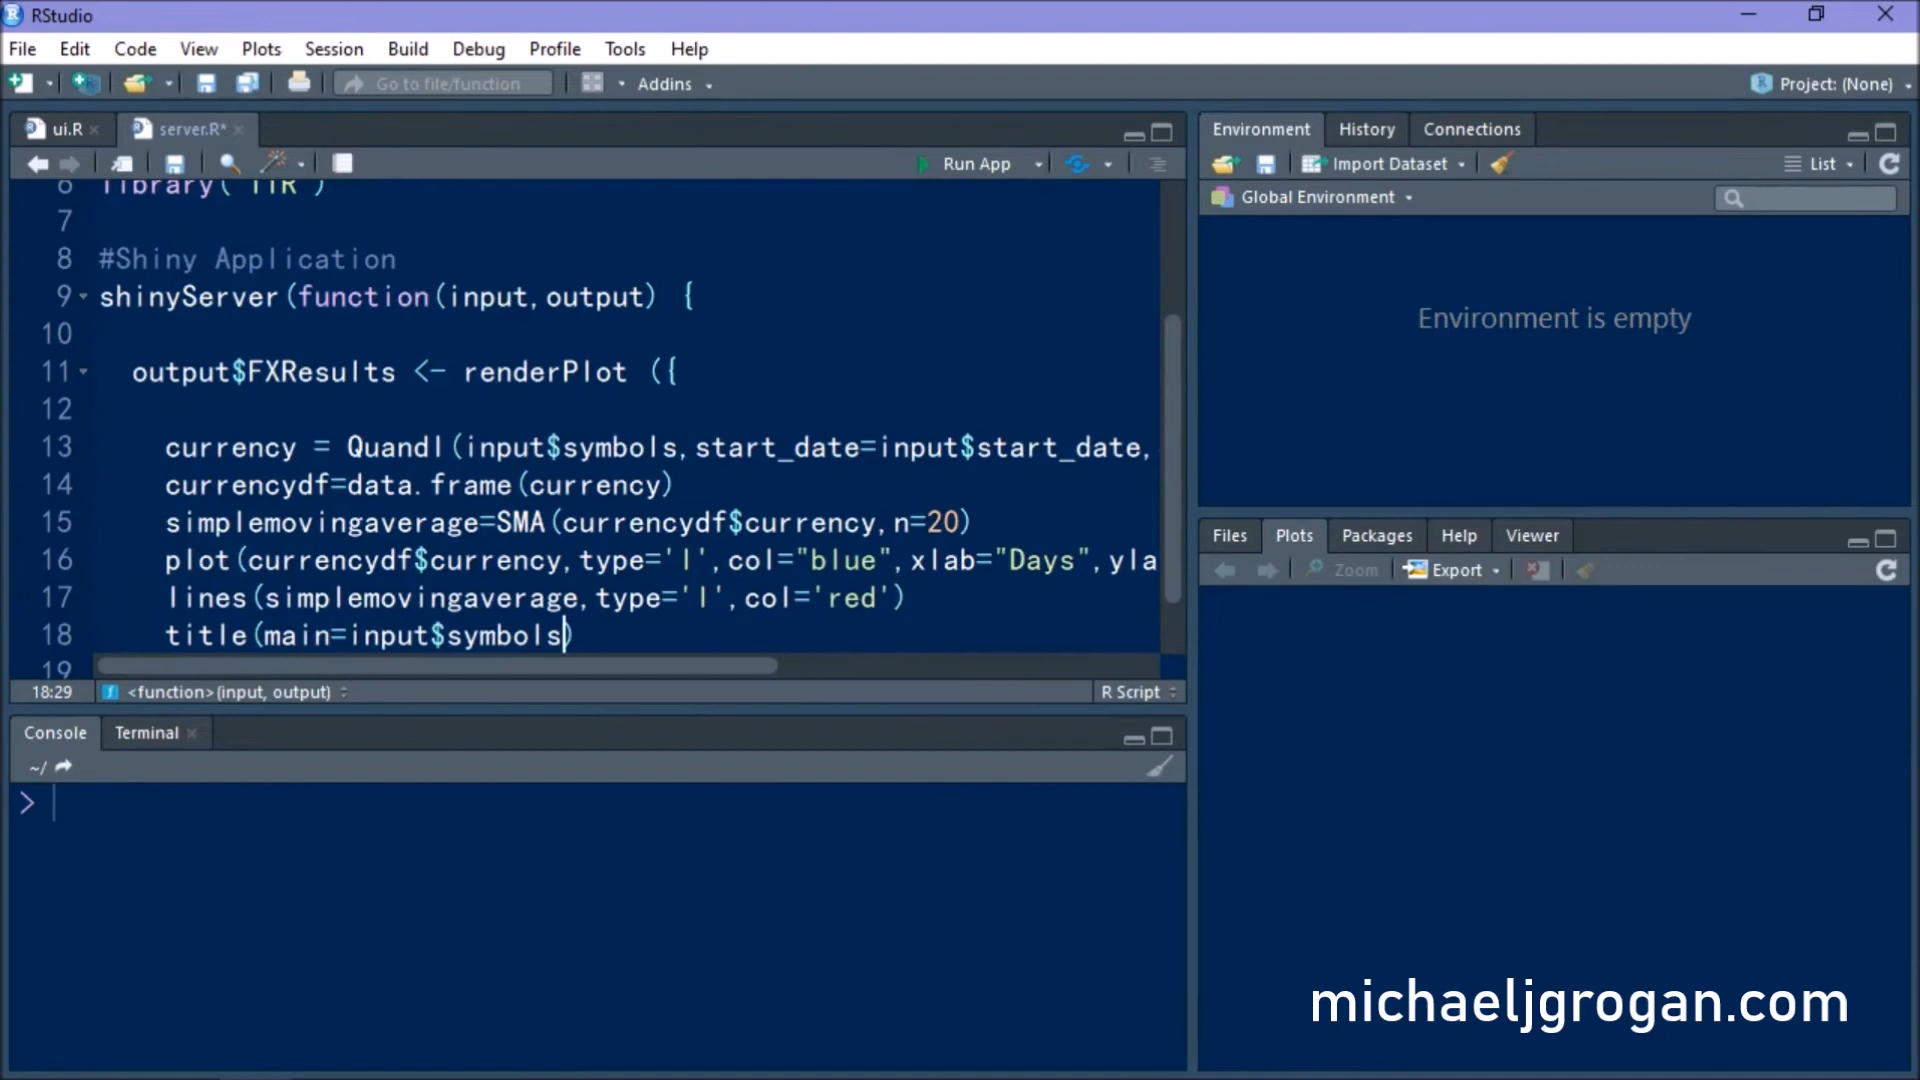 RStudio
File Edit Code View Plots Session Build Debug Profile Tools Help
Go to file/function Addins Project: (None)
ui.R server.R*
Run App
6 library("TTR")
7
8 #Shiny Application
9 shinyServer(function(input,output) {
10
11 output$FXResults <- renderPlot ({
12
13 currency = Quandl(input$symbols,start_date=input$start_date,
14 currencydf=data.frame(currency)
15 simplemovingaverage=SMA(currencydf$currency,n=20)
16 plot(currencydf$currency,type='l',col="blue",xlab="Days",yla
17 lines(simplemovingaverage,type='l',col='red')
18 title(main=input$symbols)
19
18:29 <function>(input, output) R Script
Console Terminal
~/
>
Environment History Connections
Import Dataset List
Global Environment
Environment is empty
Files Plots Packages Help Viewer
Zoom Export
michaeljgrogan.com